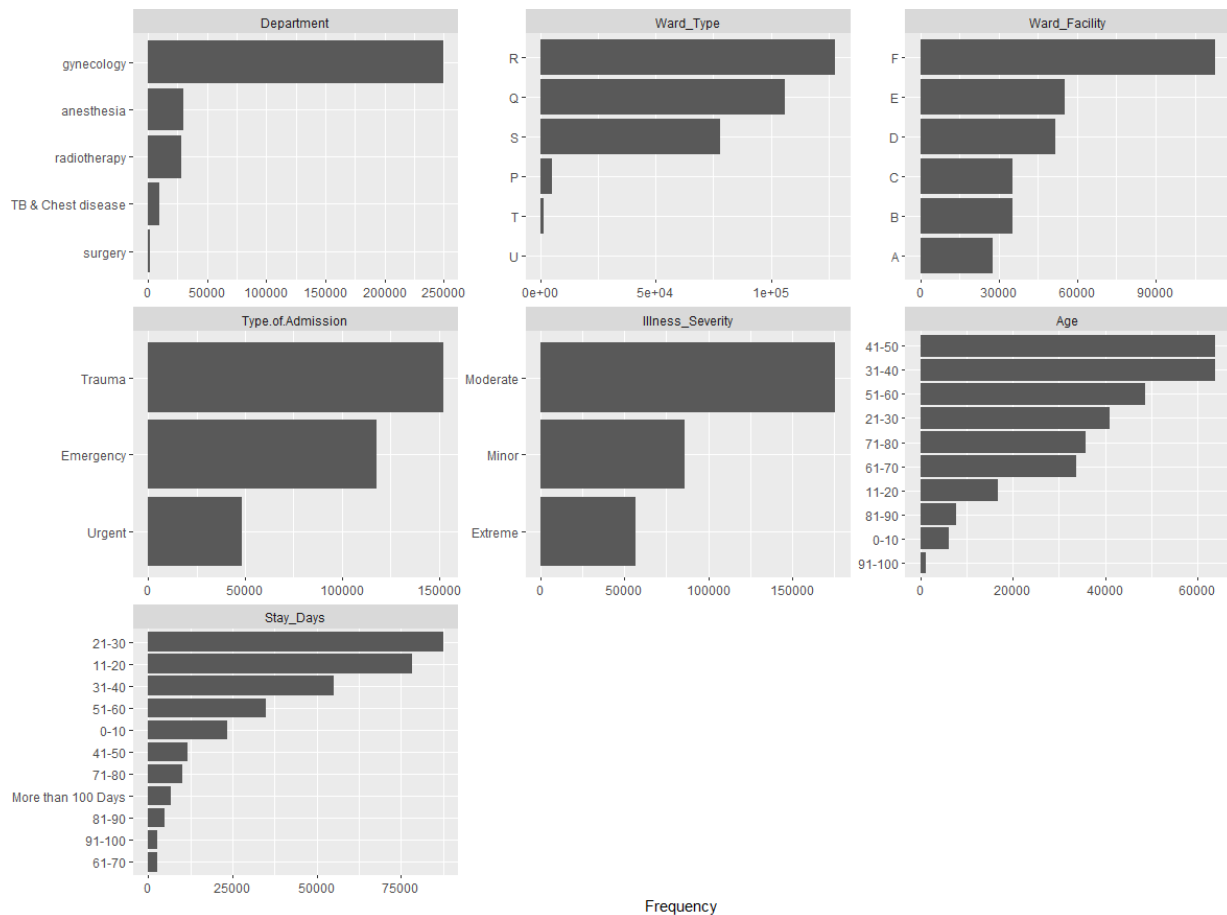 Department
gynecology
anesthesia
radiotherapy
TB & Chest disease
surgery
0 50000 100000 150000 200000 250000
Ward_Type
R
Q
S
P
T
U
0e+00 5e+04 1e+05
Ward_Facility
F
E
D
C
B
A
0 30000 60000 90000
Type.of.Admission
Trauma
Emergency
Urgent
0 50000 100000 150000
Illness_Severity
Moderate
Minor
Extreme
0 50000 100000 150000
Age
41-50
31-40
51-60
21-30
71-80
61-70
11-20
81-90
0-10
91-100
0 20000 40000 60000
Stay_Days
21-30
11-20
31-40
51-60
0-10
41-50
71-80
More than 100 Days
81-90
91-100
61-70
0 25000 50000 75000
Frequency